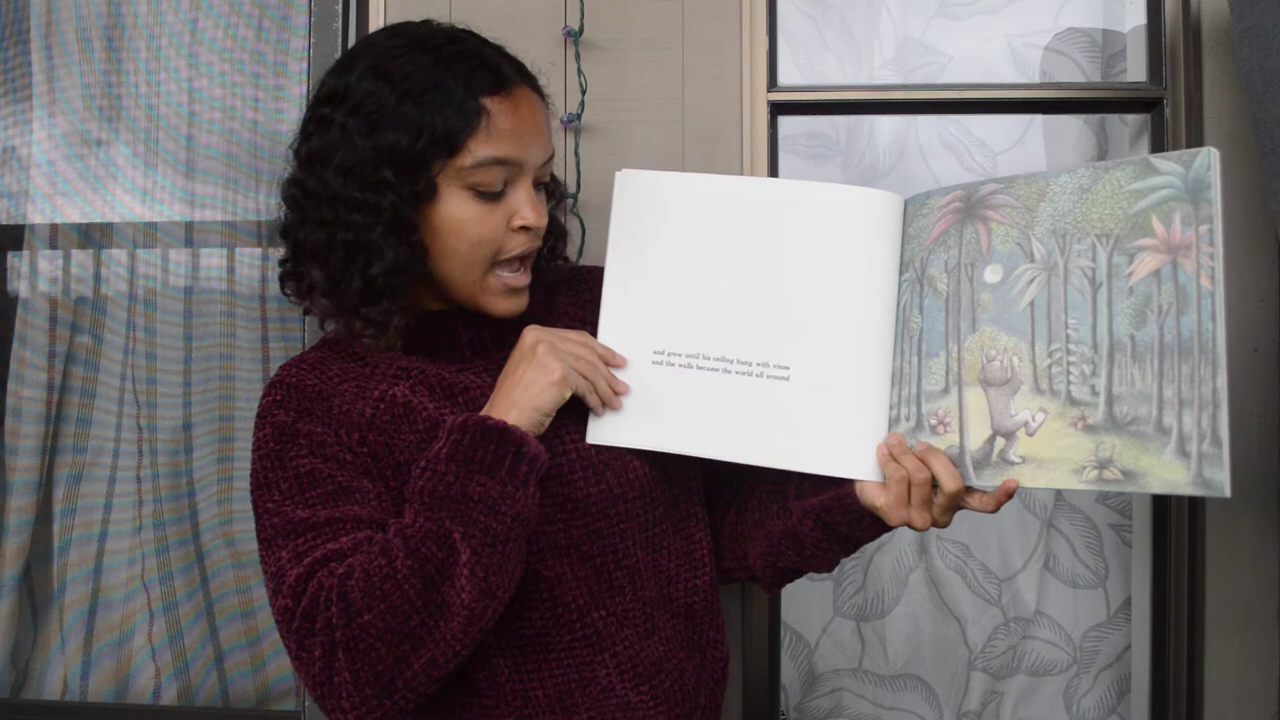 and grew until his ceiling hung with vines
and the walls became the world all around